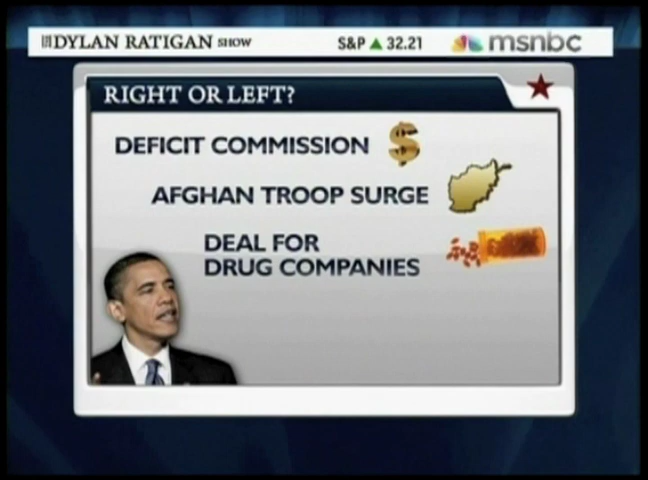 THE DYLAN RATIGAN SHOW
S&P ▲ 32.21
msnbc
RIGHT OR LEFT?
DEFICIT COMMISSION
$
AFGHAN TROOP SURGE
DEAL FOR
DRUG COMPANIES